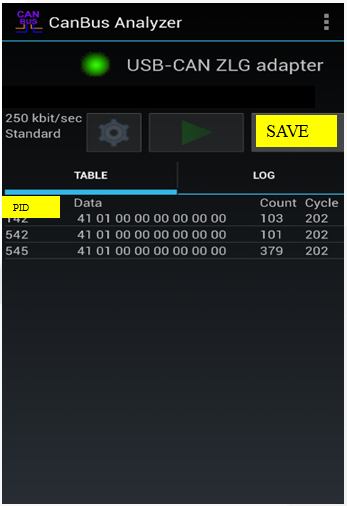 CAN
BUS
CanBus Analyzer
USB-CAN ZLG adapter
250 kbit/sec
Standard
SAVE
TABLE
LOG
PID Data Count Cycle
142 41 01 00 00 00 00 00 00 103 202
542 41 01 00 00 00 00 00 00 101 202
545 41 01 00 00 00 00 00 00 379 202